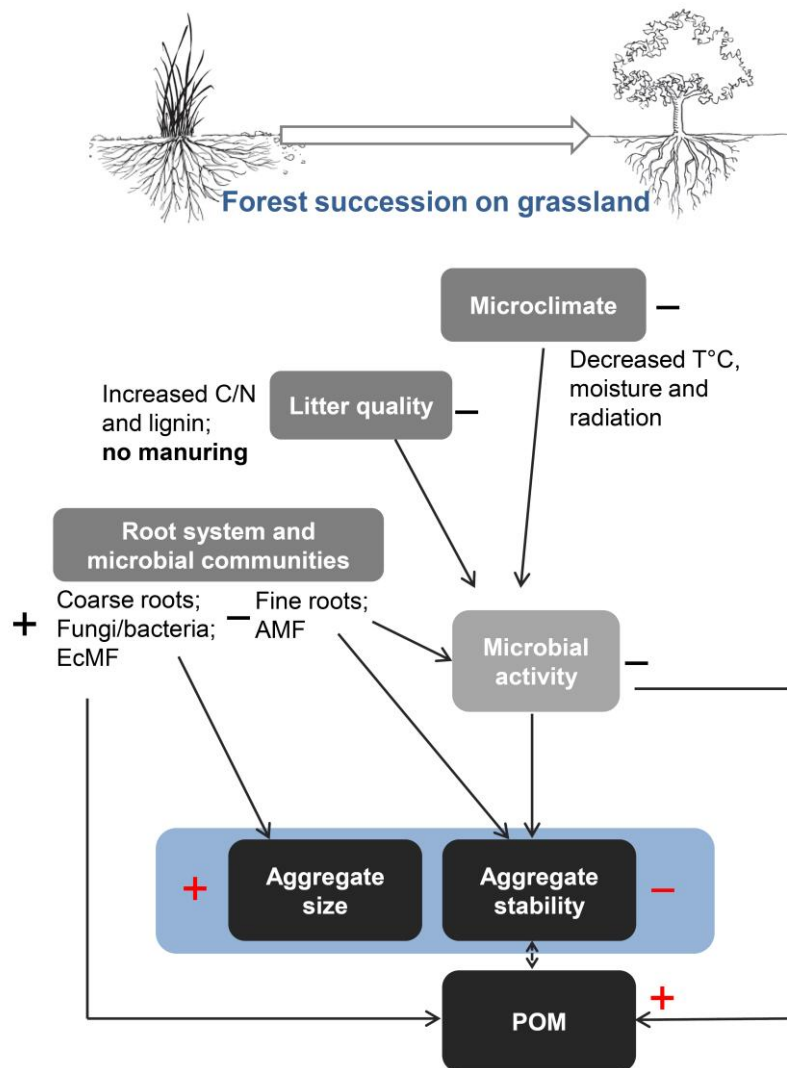 Forest succession on grassland
Microclimate
–
Decreased T°C,
moisture and
radiation
Increased C/N
and lignin;
no manuring
Litter quality
–
Root system and
microbial communities
+
Coarse roots;
Fungi/bacteria;
EcMF
–
Fine roots;
AMF
Microbial
activity
–
+
Aggregate
size
Aggregate
stability
–
POM
+